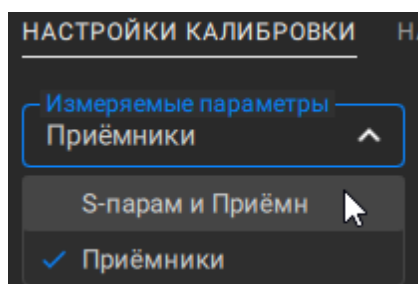 НАСТРОЙКИ КАЛИБРОВКИ Н
Измеряемые параметры
Приёмники
S-парам и Приёмн
Приёмники